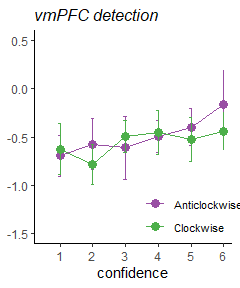 vmPFC detection
0.5
0.0
-0.5
-1.0
-1.5
Anticlockwise
Clockwise
1 2 3 4 5 6
confidence